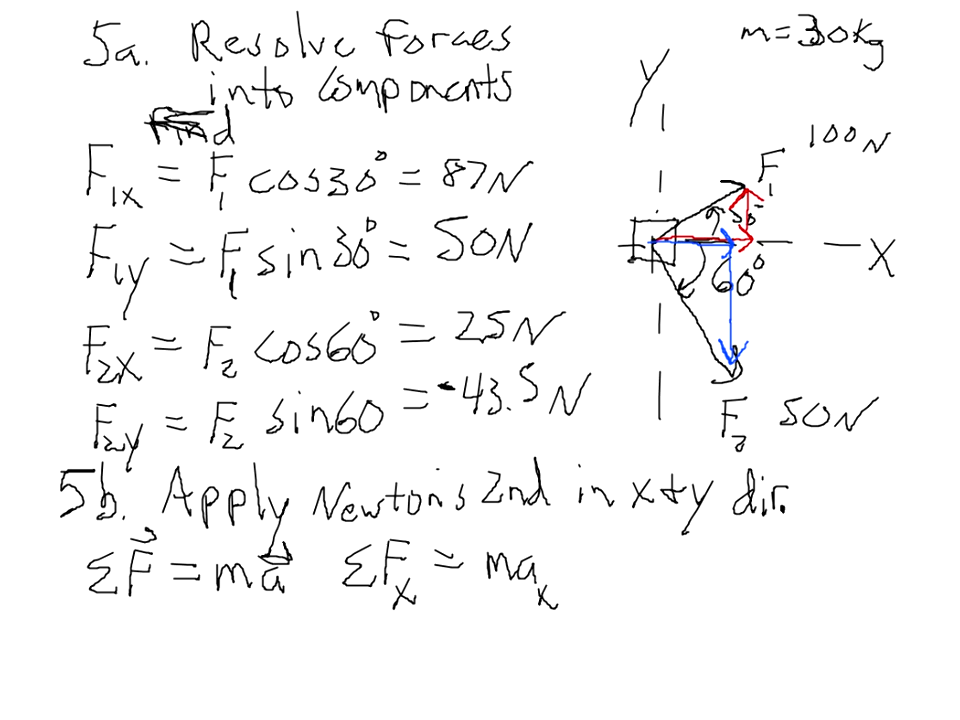 5a. Resolve forces
into components
Find
F1x = F1 cos30° = 87N
F1y = F1 sin30° = 50N
F2x = F2 cos60° = 25N
F2y = F2 sin60 = -43.5N
5b. Apply Newton's 2nd in x+y dir.
ΣF⃗ = ma⃗ ΣFx = max
m=30kg
Y
100N
F1
30°
X
60°
F2 50N